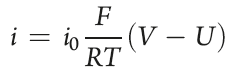 i = i₀ F/RT (V − U)